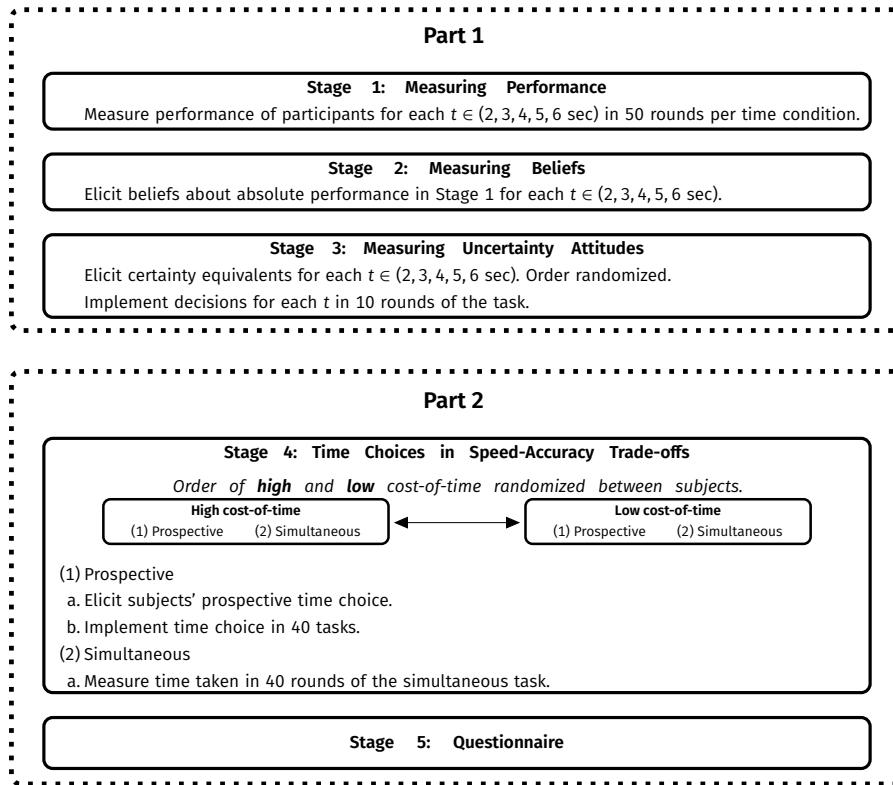 Part 1
Stage 1: Measuring Performance
Measure performance of participants for each t ∈ (2, 3, 4, 5, 6 sec) in 50 rounds per time condition.
Stage 2: Measuring Beliefs
Elicit beliefs about absolute performance in Stage 1 for each t ∈ (2, 3, 4, 5, 6 sec).
Stage 3: Measuring Uncertainty Attitudes
Elicit certainty equivalents for each t ∈ (2, 3, 4, 5, 6 sec). Order randomized.
Implement decisions for each t in 10 rounds of the task.
Part 2
Stage 4: Time Choices in Speed-Accuracy Trade-offs
Order of high and low cost-of-time randomized between subjects.
High cost-of-time
(1) Prospective (2) Simultaneous
Low cost-of-time
(1) Prospective (2) Simultaneous
(1) Prospective
a. Elicit subjects' prospective time choice.
b. Implement time choice in 40 tasks.
(2) Simultaneous
a. Measure time taken in 40 rounds of the simultaneous task.
Stage 5: Questionnaire